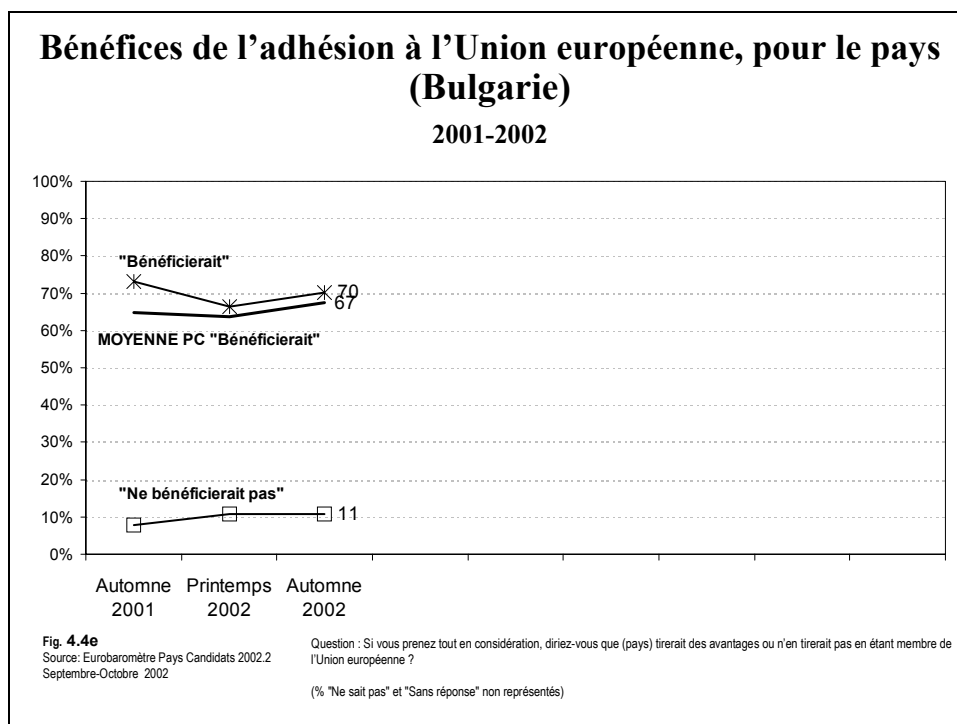 Bénéfices de l’adhésion à l’Union européenne, pour le pays
(Bulgarie)
2001-2002
100%
90%
80%
70%
60%
50%
40%
30%
20%
10%
0%
"Bénéficierait"
70
67
MOYENNE PC "Bénéficierait"
"Ne bénéficierait pas"
11
Automne
2001
Printemps
2002
Automne
2002
Fig. 4.4e
Source: Eurobaromètre Pays Candidats 2002.2
Septembre-Octobre 2002
Question : Si vous prenez tout en considération, diriez-vous que (pays) tirerait des avantages ou n’en tirerait pas en étant membre de
l’Union européenne ?
(% "Ne sait pas" et "Sans réponse" non représentés)